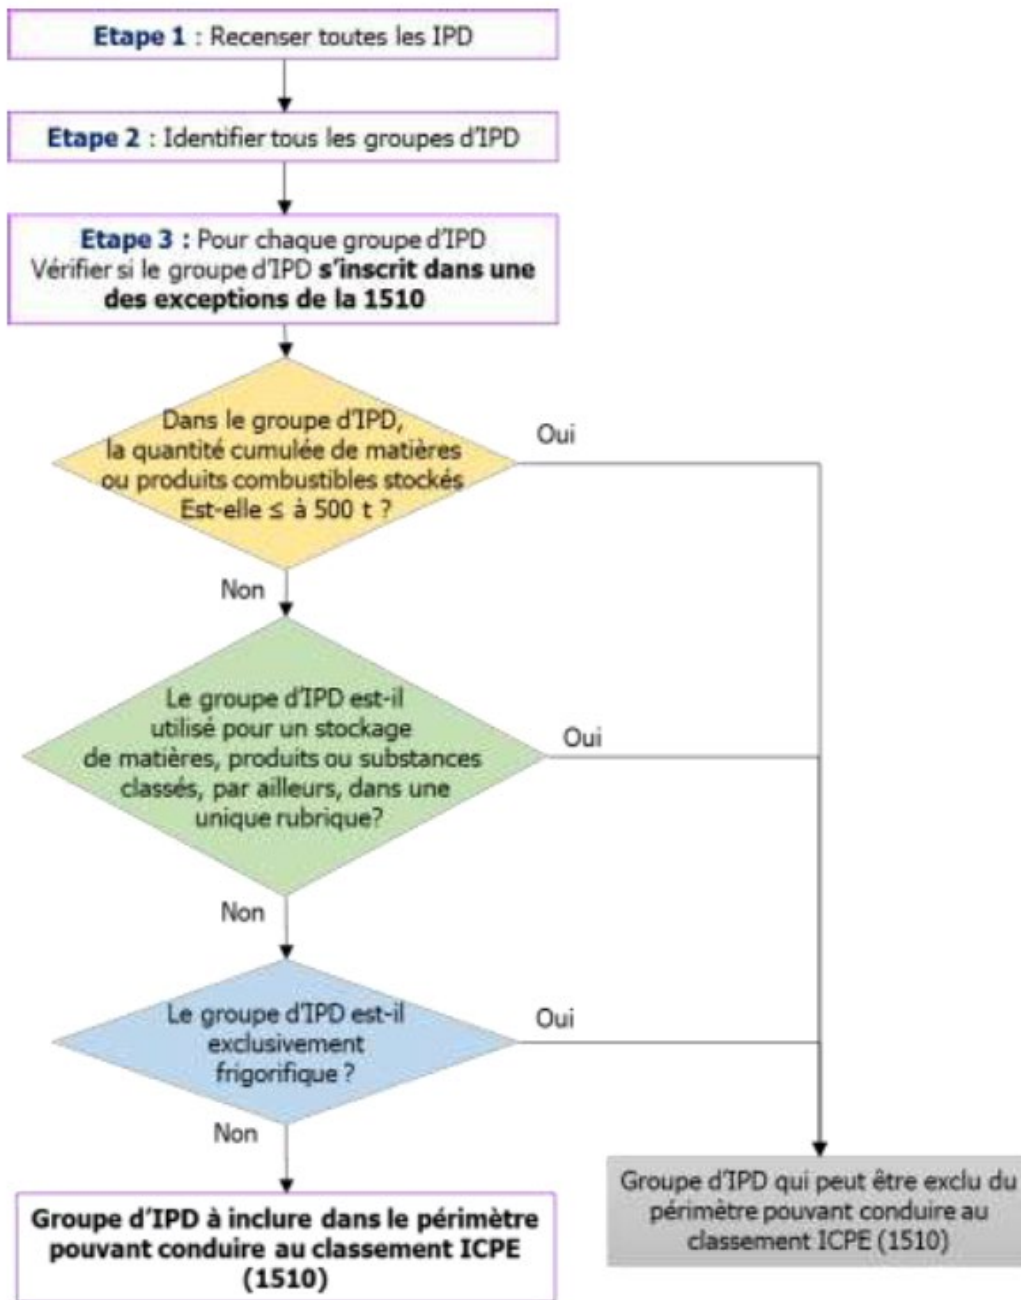 Etape 1 : Recenser toutes les IPD
Etape 2 : Identifier tous les groupes d'IPD
Etape 3 : Pour chaque groupe d'IPD
Vérifier si le groupe d'IPD s'inscrit dans une
des exceptions de la 1510
Dans le groupe d'IPD,
la quantité cumulée de matières
ou produits combustibles stockés
Est-elle ≤ à 500 t ?
Oui
Non
Le groupe d'IPD est-il
utilisé pour un stockage
de matières, produits ou substances
classés, par ailleurs, dans une
unique rubrique?
Oui
Non
Le groupe d'IPD est-il
exclusivement
frigorifique ?
Oui
Non
Groupe d'IPD à inclure dans le périmètre
pouvant conduire au classement ICPE
(1510)
Groupe d'IPD qui peut être exclu du
périmètre pouvant conduire au
classement ICPE (1510)